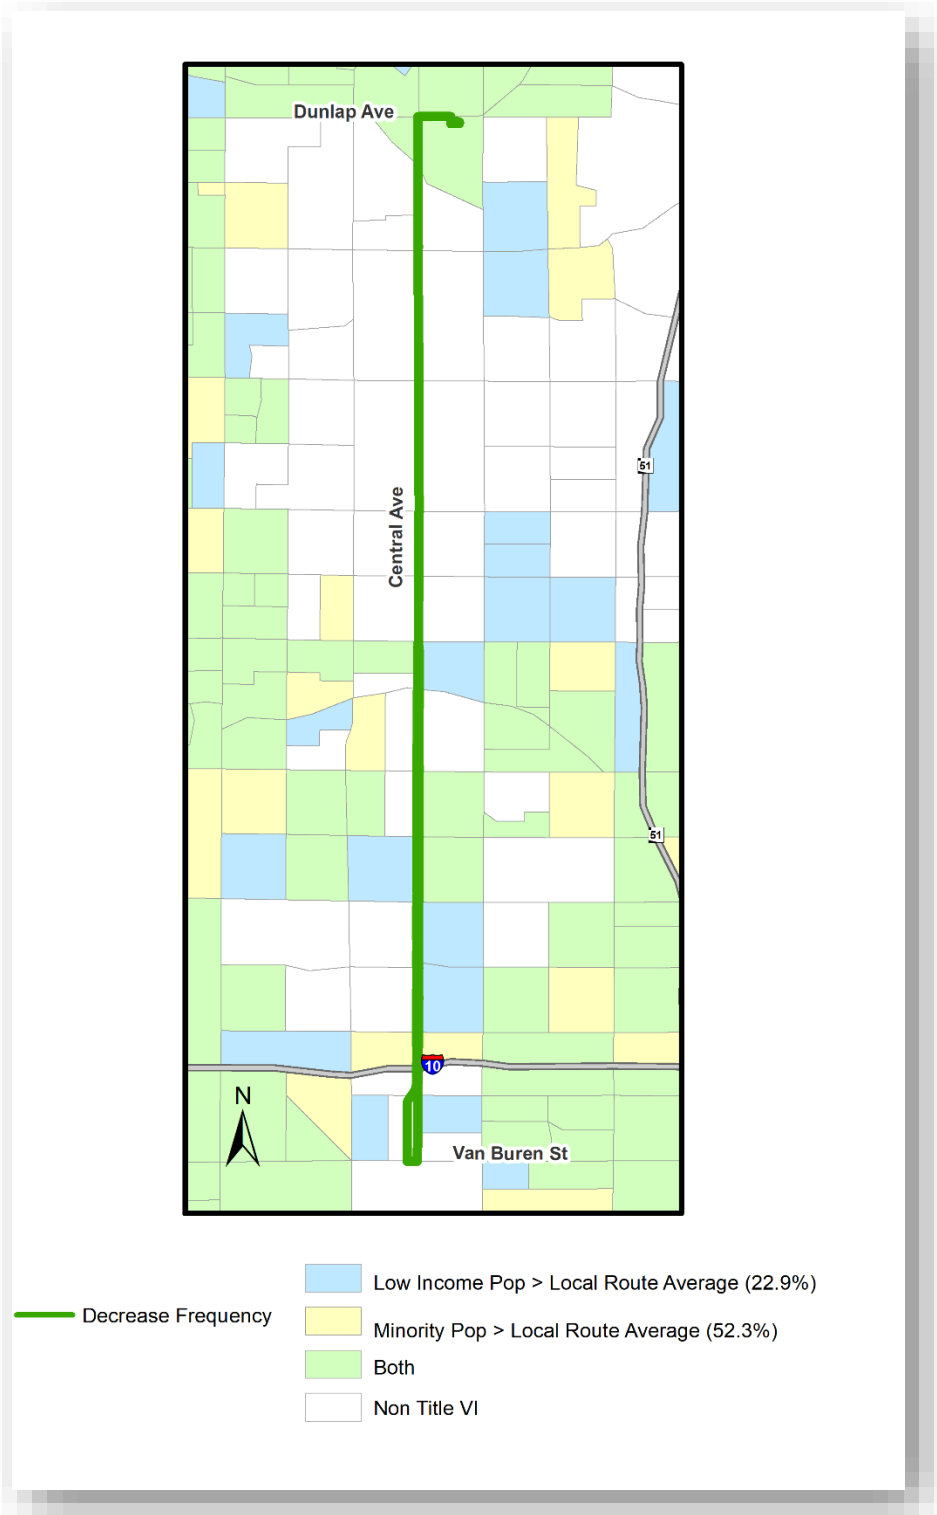 Dunlap Ave
51
Central Ave
51
10
N
Van Buren St
Low Income Pop > Local Route Average (22.9%)
Decrease Frequency
Minority Pop > Local Route Average (52.3%)
Both
Non Title VI